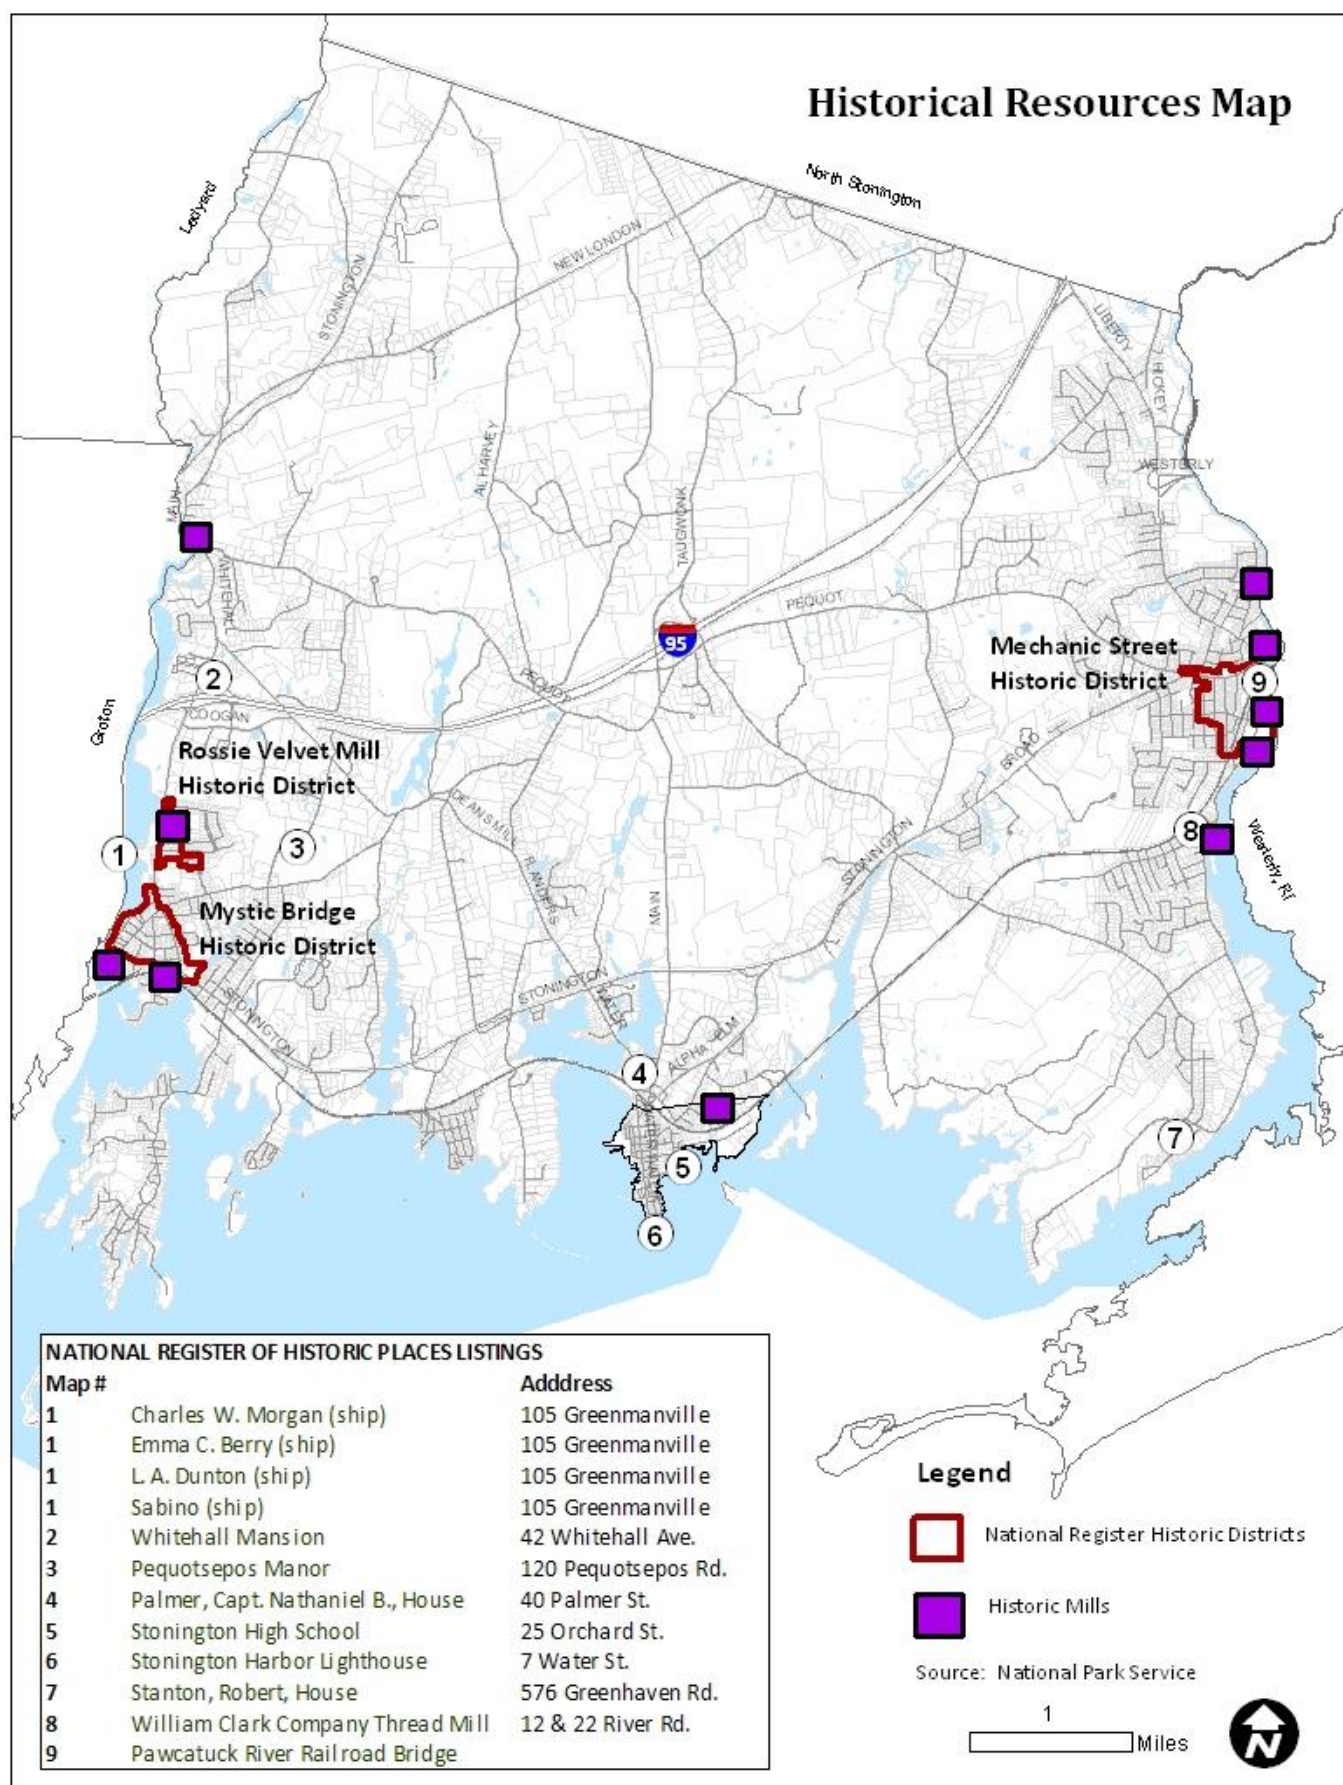 Historical Resources Map
North Stonington
Ledyard
NEW LONDON
STONINGTON
LIBERTY
HICKEY
AL HARVEY
WESTERLY
MAIN
TAUGWONK
WHITEHALL
PEQUOT
95
Mechanic Street
Historic District
2
PEQUOT
9
Groton
COOGAN
Rossie Velvet Mill
Historic District
BROAD
DEANS MILL
FLANDERS
STONINGTON
8
Westerly, RI
1
3
MAIN
Mystic Bridge
Historic District
STONINGTON
STONINGTON
WATER
ALPHA
ELM
4
7
5
6
NATIONAL REGISTER OF HISTORIC PLACES LISTINGS
Map # Adddress
1 Charles W. Morgan (ship) 105 Greenmanville
1 Emma C. Berry (ship) 105 Greenmanville
1 L. A. Dunton (ship) 105 Greenmanville
1 Sabino (ship) 105 Greenmanville
2 Whitehall Mansion 42 Whitehall Ave.
3 Pequotsepos Manor 120 Pequotsepos Rd.
4 Palmer, Capt. Nathaniel B., House 40 Palmer St.
5 Stonington High School 25 Orchard St.
6 Stonington Harbor Lighthouse 7 Water St.
7 Stanton, Robert, House 576 Greenhaven Rd.
8 William Clark Company Thread Mill 12 & 22 River Rd.
9 Pawcatuck River Railroad Bridge
Legend
National Register Historic Districts
Historic Mills
Source: National Park Service
1
Miles
N